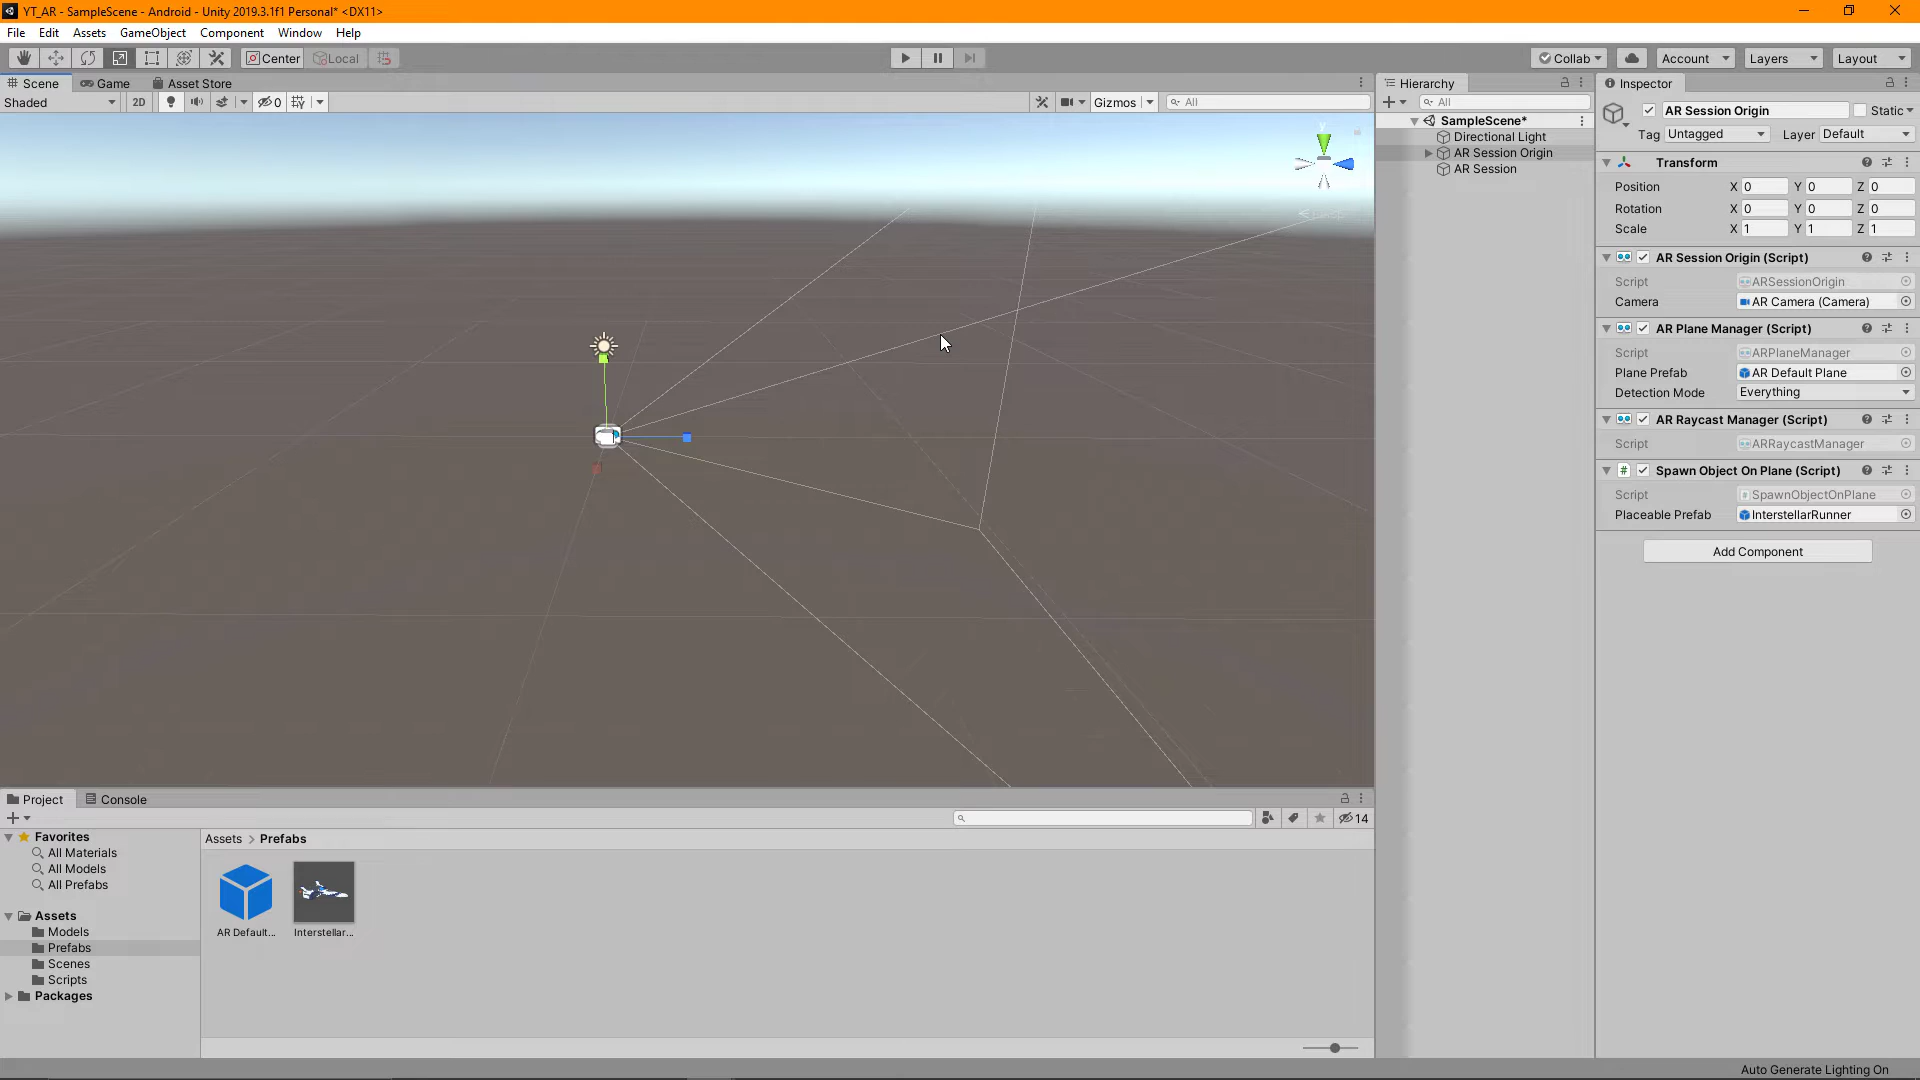 YT_AR - SampleScene - Android - Unity 2019.3.1f1 Personal* <DX11>
File Edit Assets GameObject Component Window Help
Center Local Collab Account Layers Layout
Scene Game Asset Store
Shaded 2D 0 Gizmos All
y
Persp
Hierarchy
All
SampleScene*
Directional Light
AR Session Origin
AR Session
Inspector
AR Session Origin Static
Tag Untagged Layer Default
Transform
Position X 0 Y 0 Z 0
Rotation X 0 Y 0 Z 0
Scale X 1 Y 1 Z 1
AR Session Origin (Script)
Script ARSessionOrigin
Camera AR Camera (Camera)
AR Plane Manager (Script)
Script ARPlaneManager
Plane Prefab AR Default Plane
Detection Mode Everything
AR Raycast Manager (Script)
Script ARRaycastManager
# Spawn Object On Plane (Script)
Script SpawnObjectOnPlane
Placeable Prefab InterstellarRunner
Add Component
Project Console
14
Favorites
All Materials
All Models
All Prefabs
Assets
Models
Prefabs
Scenes
Scripts
Packages
Assets > Prefabs
AR Default... Interstellar...
Auto Generate Lighting On